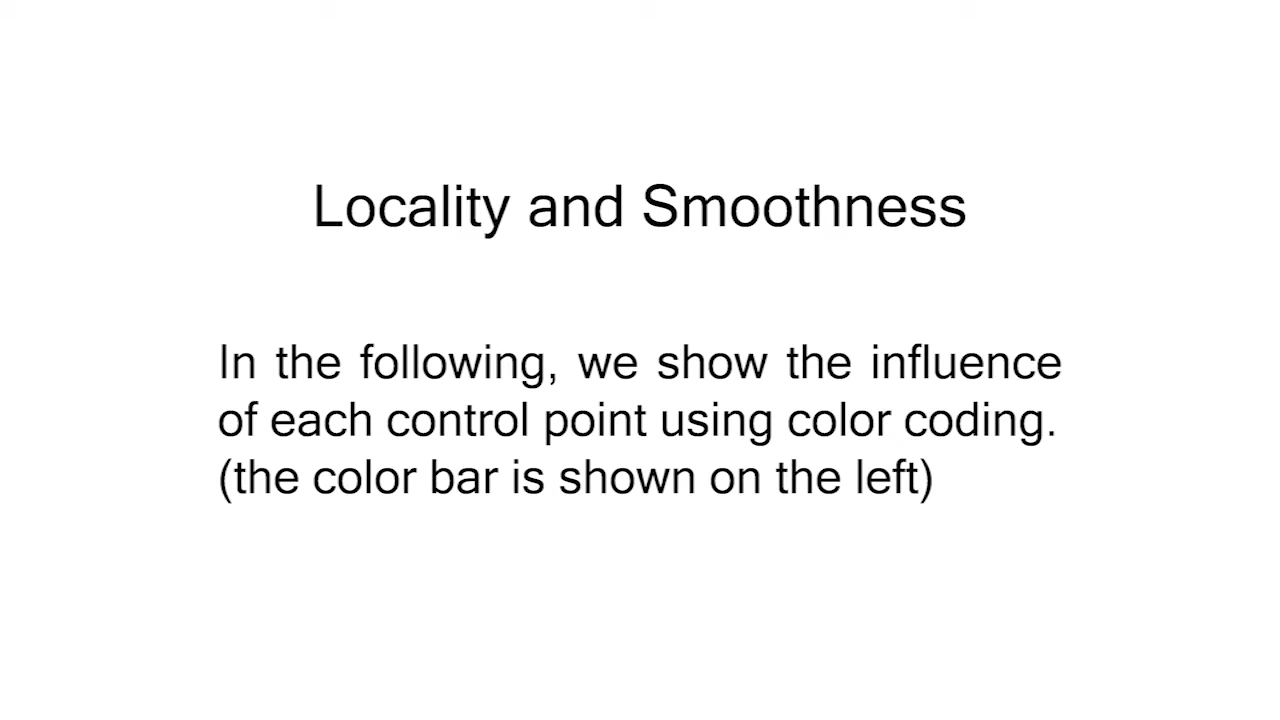 Locality and Smoothness
In the following, we show the influence
of each control point using color coding.
(the color bar is shown on the left)